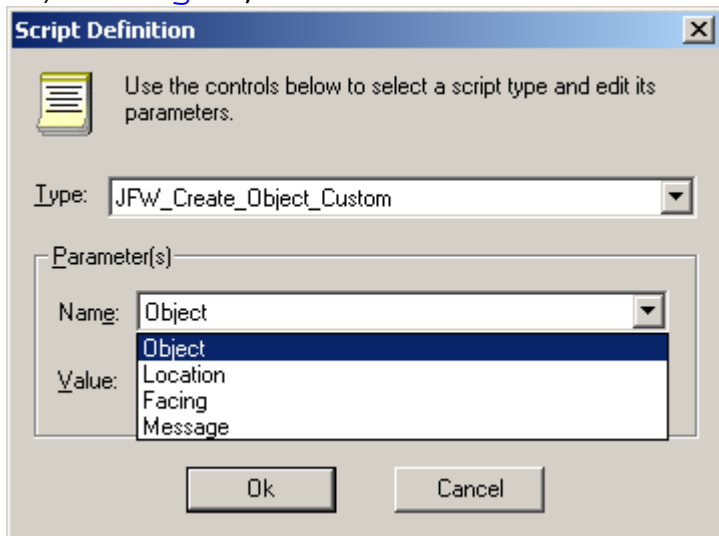 Script Definition
Use the controls below to select a script type and edit its
parameters.
Type: JFW_Create_Object_Custom
Parameter(s)
Name: Object
Object
Value: Location
Facing
Message
Ok Cancel